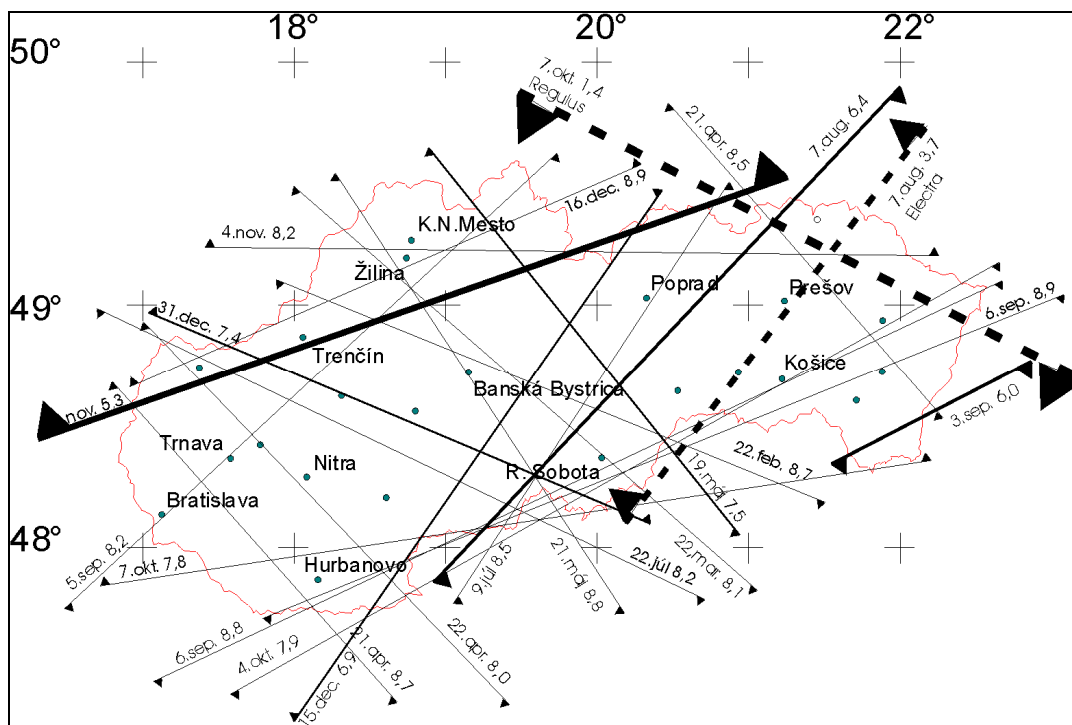 18° 20° 22°
50°
49°
48°
7.okt. 1,4
Regulus
21.apr. 8,5
7.aug. 6,4
7.aug. 3,7
Electra
16.dec. 8,9
4.nov. 8,2
K.N.Mesto
Žilina
Poprad
Prešov
31.dec. 7,4
6.sep. 8,9
Trenčín
Banská Bystrica
Košice
nov. 5,3
3.sep. 6,0
Trnava
Nitra
R. Sobota
22.feb. 8,7
19.máj 7,5
Bratislava
5.sep. 8,2
7.okt. 7,8
Hurbanovo
9.júl 8,5
21.máj 8,8
22.júl 8,2
22.mar. 8,1
6.sep. 8,8
4.okt. 7,9
15.dec. 6,9
21.apr. 8,7
22.apr. 8,0